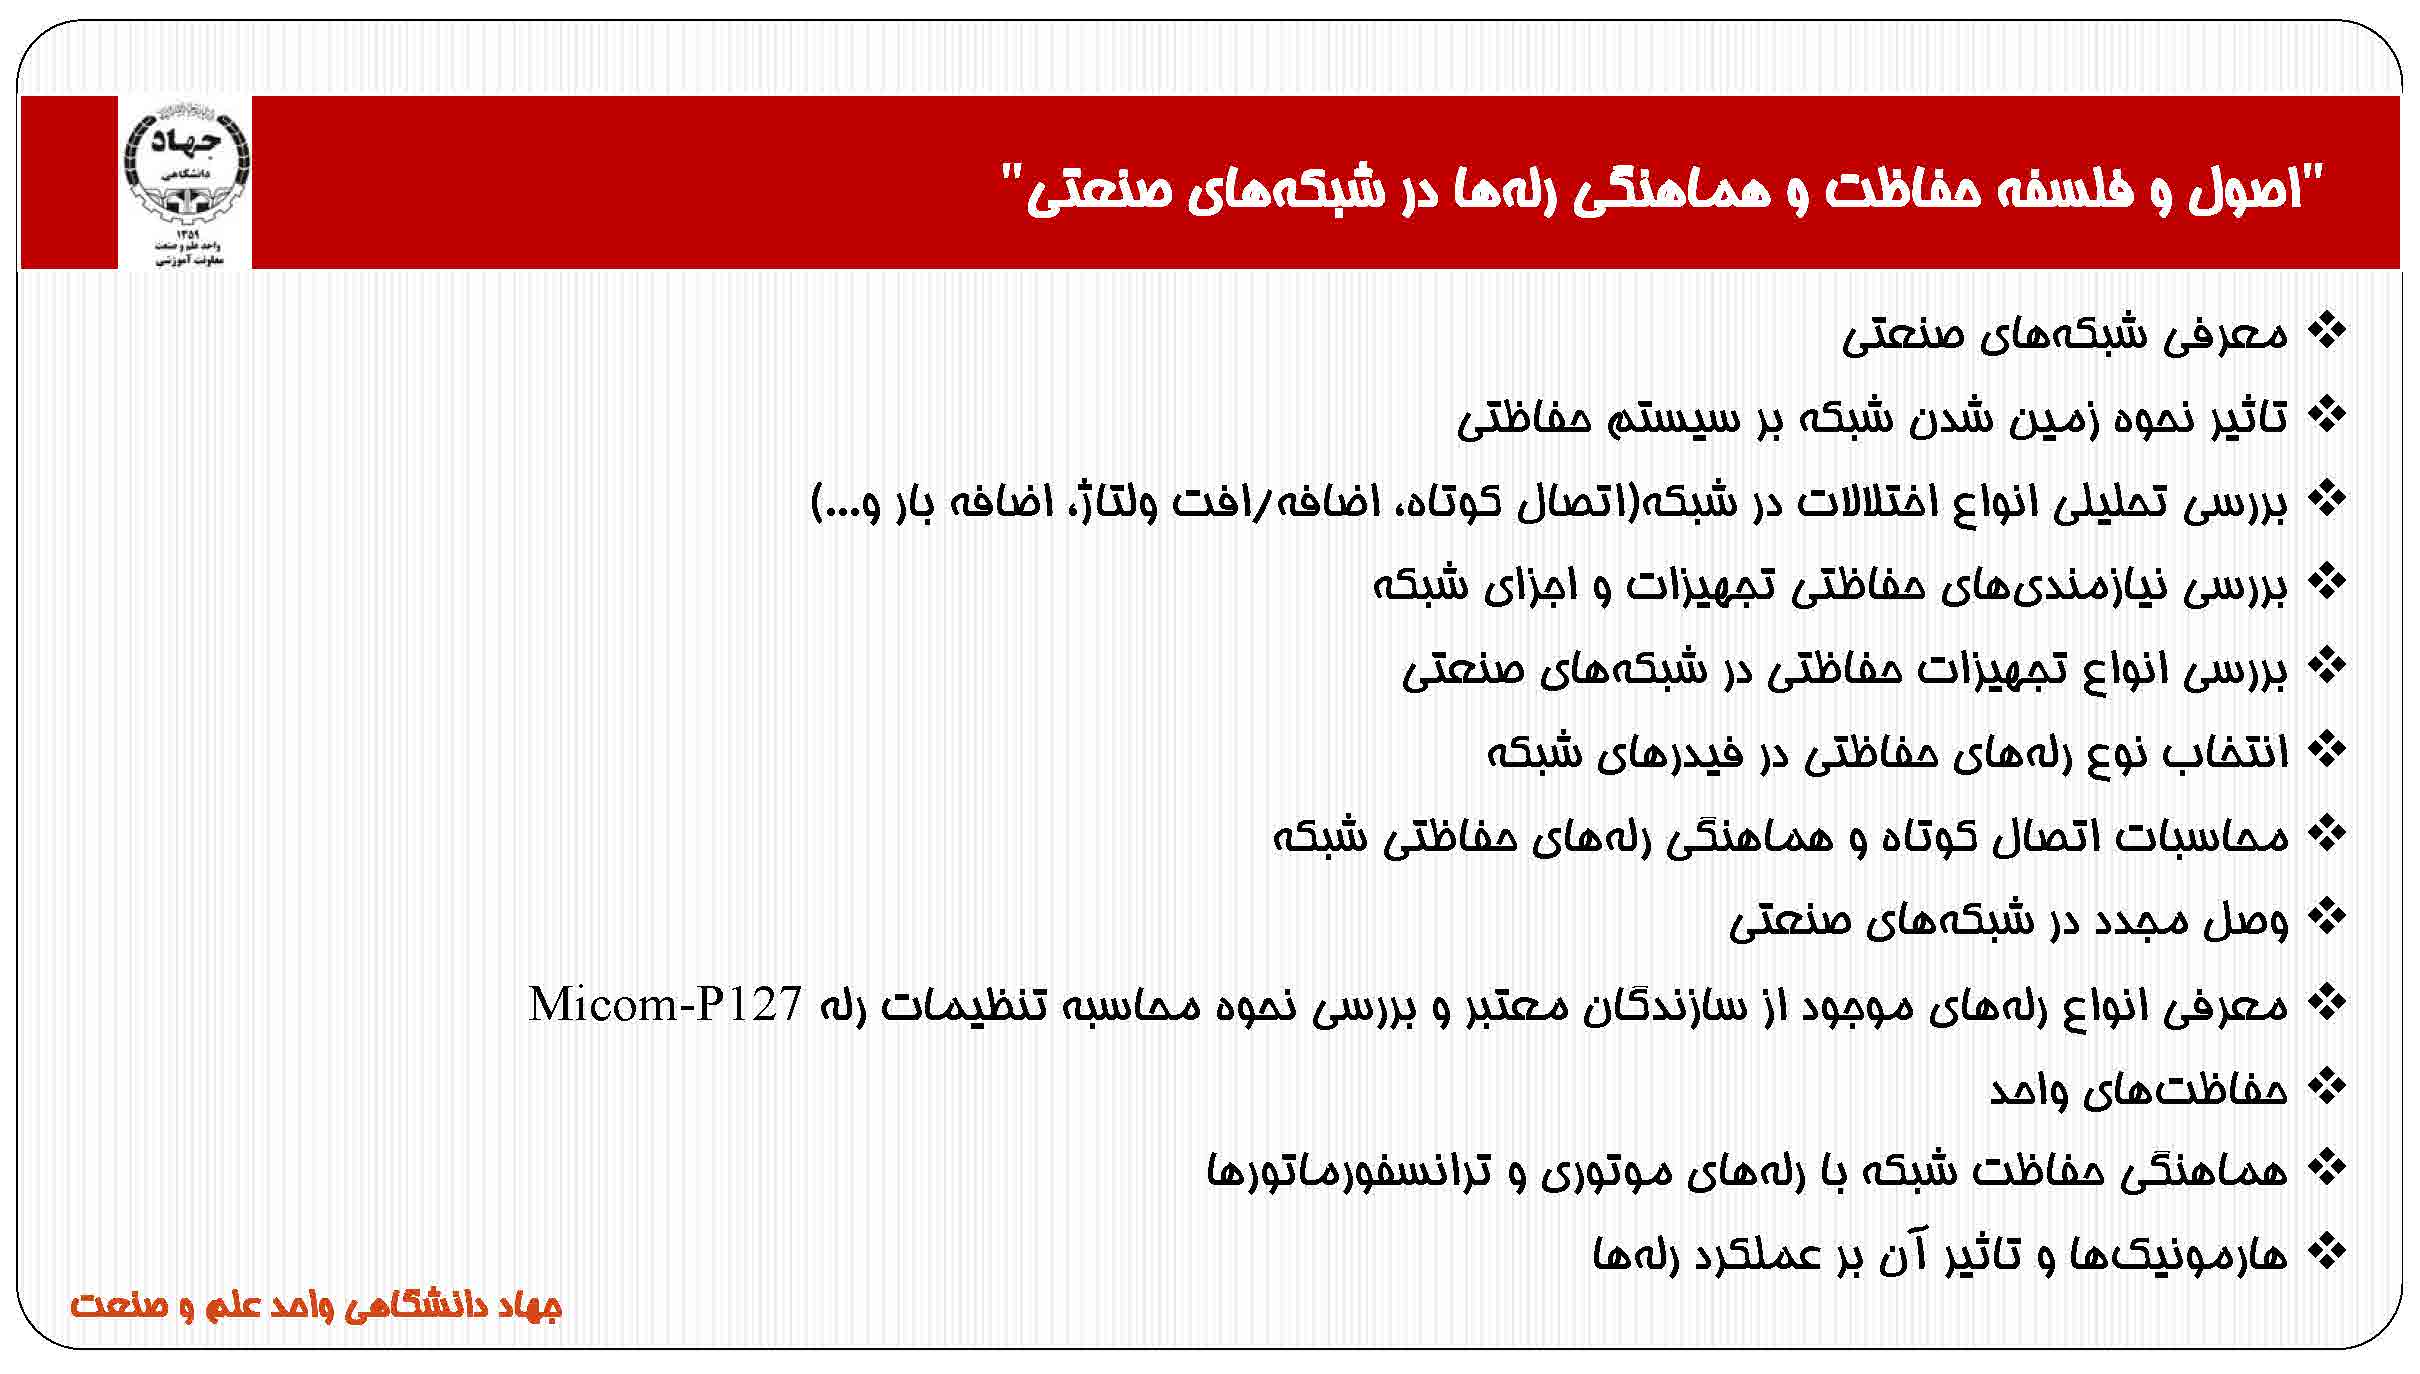 جهاد
دانشگاهی
۱۳۵۹
واحد علم و صنعت
معاونت آموزشی
"اصول و فلسفه حفاظت و هماهنگی رله‌ها در شبکه‌های صنعتی"
❖ معرفی شبکه‌های صنعتی
❖ تاثیر نحوه زمین شدن شبکه بر سیستم حفاظتی
❖ بررسی تحلیلی انواع اختلالات در شبکه(اتصال کوتاه، اضافه/افت ولتاژ، اضافه بار و...)
❖ بررسی نیازمندی‌های حفاظتی تجهیزات و اجزای شبکه
❖ بررسی انواع تجهیزات حفاظتی در شبکه‌های صنعتی
❖ انتخاب نوع رله‌های حفاظتی در فیدرهای شبکه
❖ محاسبات اتصال کوتاه و هماهنگی رله‌های حفاظتی شبکه
❖ وصل مجدد در شبکه‌های صنعتی
❖ معرفی انواع رله‌های موجود از سازندگان معتبر و بررسی نحوه محاسبه تنظیمات رله Micom-P127
❖ حفاظت‌های واحد
❖ هماهنگی حفاظت شبکه با رله‌های موتوری و ترانسفورماتورها
❖ هارمونیک‌ها و تاثیر آن بر عملکرد رله‌ها
جهاد دانشگاهی واحد علم و صنعت